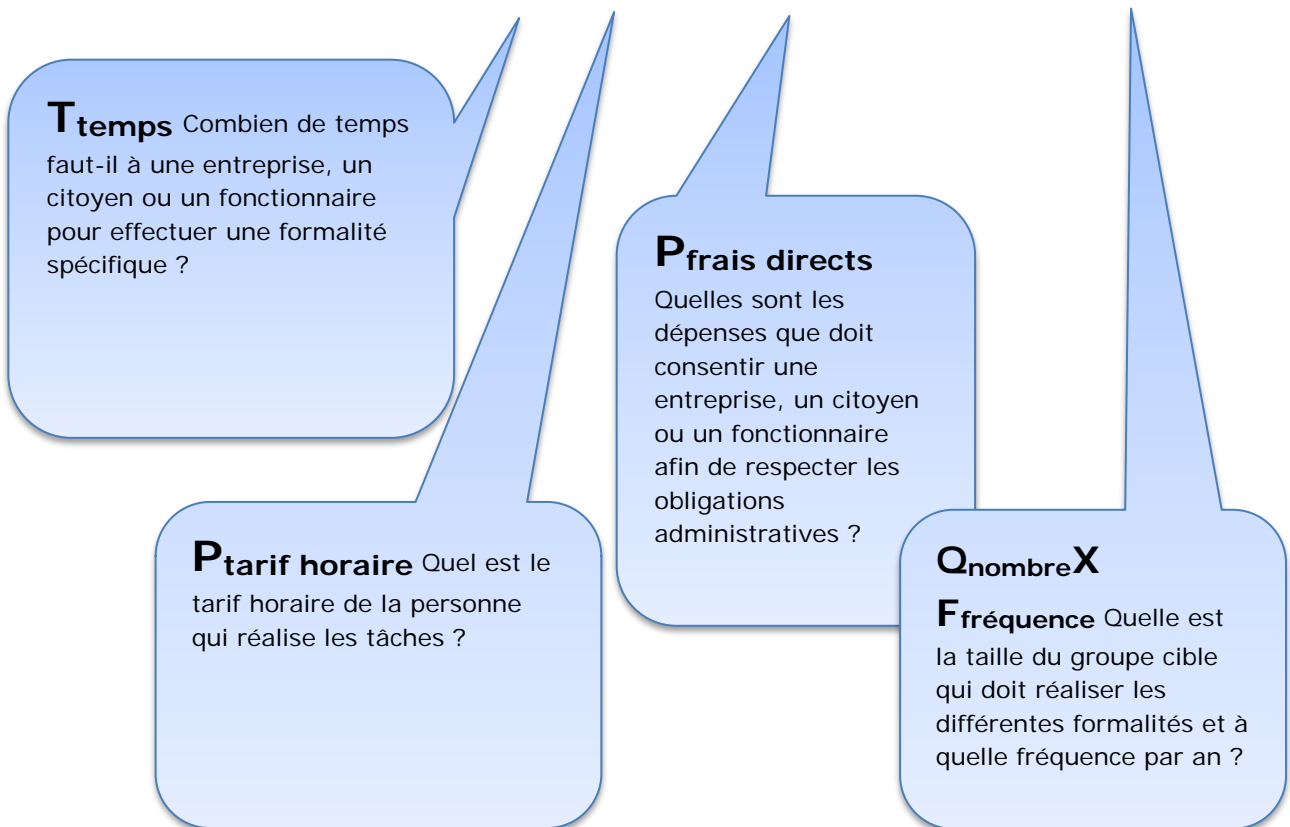 Ttemps Combien de temps
faut-il à une entreprise, un
citoyen ou un fonctionnaire
pour effectuer une formalité
spécifique ?
Ptarif horaire Quel est le
tarif horaire de la personne
qui réalise les tâches ?
Pfrais directs
Quelles sont les
dépenses que doit
consentir une
entreprise, un citoyen
ou un fonctionnaire
afin de respecter les
obligations
administratives ?
QnombreX
Ffréquence Quelle est
la taille du groupe cible
qui doit réaliser les
différentes formalités et à
quelle fréquence par an ?